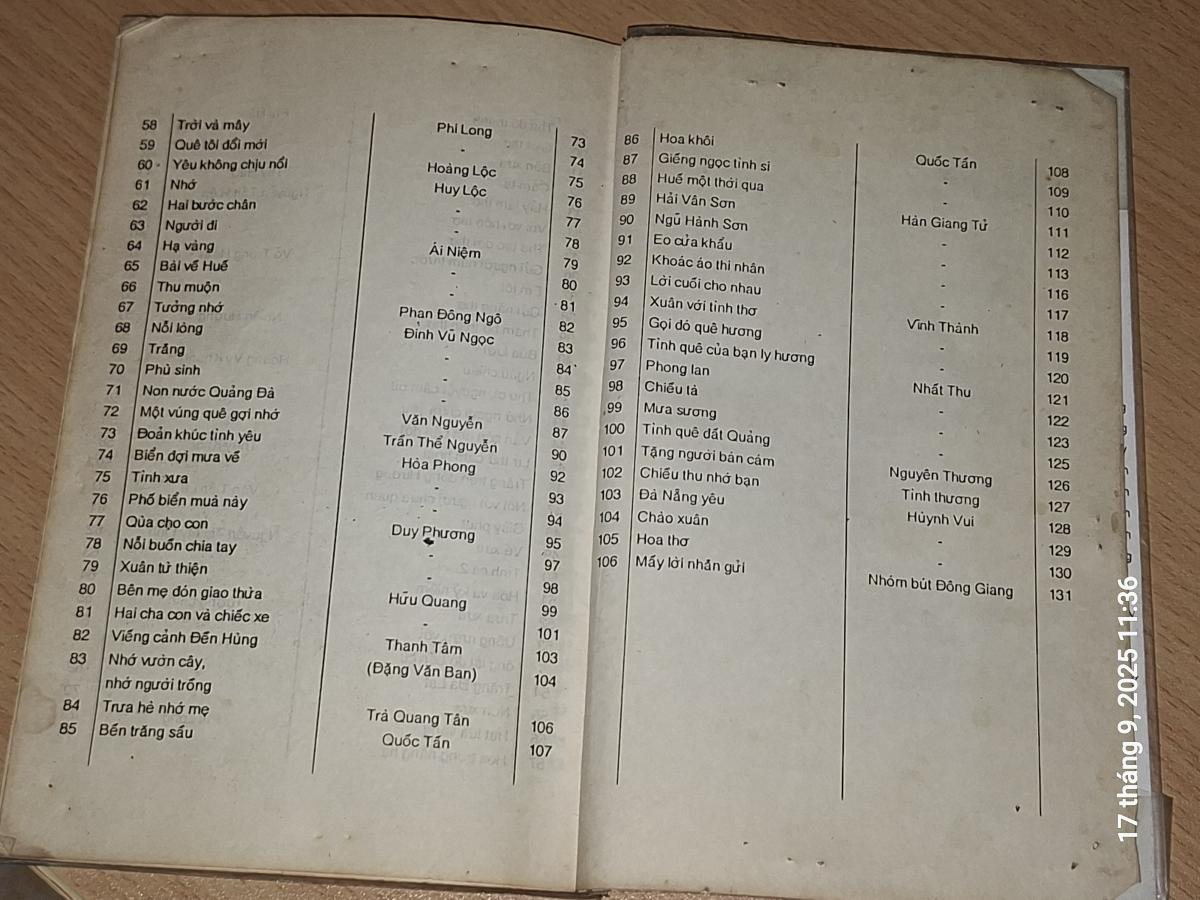 58 Trời và mây Phi Long 73
59 Quê tôi đổi mới - 74
60 Yêu không chịu nổi Hoàng Lộc 75
61 Nhớ Huy Lộc 76
62 Hai bước chân - 77
63 Người đi - 78
64 Hạ vàng Ái Niệm 79
65 Bài về Huế - 80
66 Thu muộn - 81
67 Tưởng nhớ Phan Đông Ngô 82
68 Nỗi lòng Đinh Vũ Ngọc 83
69 Trăng - 84
70 Phù sinh - 85
71 Non nước Quảng Đà - 86
72 Một vúng quê gợi nhớ Văn Nguyễn 87
73 Đoản khúc tình yêu Trần Thế Nguyễn 90
74 Biển đợi mưa về Hòa Phong 92
75 Tình xưa - 93
76 Phố biển muà này - 94
77 Qùa cho con Duy Phương 95
78 Nỗi buồn chia tay - 97
79 Xuân từ thiện - 98
80 Bên mẹ đón giao thừa Hữu Quang 99
81 Hai cha con và chiếc xe - 101
82 Viếng cảnh Đền Hùng Thanh Tâm 103
83 Nhớ vườn cây, (Đặng Văn Ban) 104
nhớ người trồng
84 Trưa hè nhớ mẹ Trà Quang Tân 106
85 Bến trăng sầu Quốc Tấn 107
86 Hoa khôi Quốc Tấn 108
87 Giếng ngọc tình si - 109
88 Huế một thời qua - 110
89 Hải Vân Sơn Hàn Giang Tử 111
90 Ngũ Hành Sơn - 112
91 Eo cửa khẩu - 113
92 Khoác áo thi nhân - 116
93 Lời cuối cho nhau - 117
94 Xuân với tình thơ Vĩnh Thành 118
95 Gọi đò quê hương - 119
96 Tình quê của bạn ly hương - 120
97 Phong lan Nhất Thu 121
98 Chiều tà - 122
99 Mưa sương - 123
100 Tình quê đất Quảng - 125
101 Tặng người bán cám Nguyên Thương 126
102 Chiều thu nhớ bạn Tình thương 127
103 Đà Nẵng yêu Hùynh Vui 128
104 Chào xuân - 129
105 Hoa thơ - 130
106 Mấy lời nhắn gửi Nhóm bút Đông Giang 131
17 tháng 9, 2025 11:36